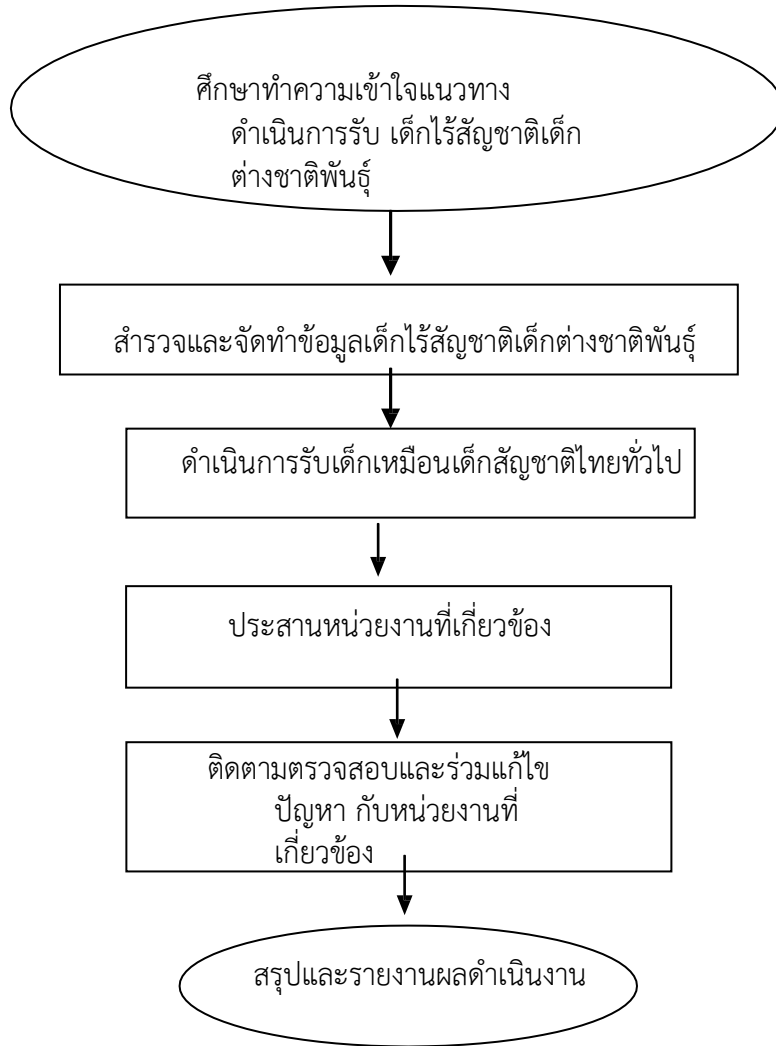 ศึกษาทำความเข้าใจแนวทาง
ดำเนินการรับ เด็กไร้สัญชาติเด็ก
ต่างชาติพันธุ์
สำรวจและจัดทำข้อมูลเด็กไร้สัญชาติเด็กต่างชาติพันธุ์
ดำเนินการรับเด็กเหมือนเด็กสัญชาติไทยทั่วไป
ประสานหน่วยงานที่เกี่ยวข้อง
ติดตามตรวจสอบและร่วมแก้ไข
ปัญหา กับหน่วยงานที่
เกี่ยวข้อง
สรุปและรายงานผลดำเนินงาน